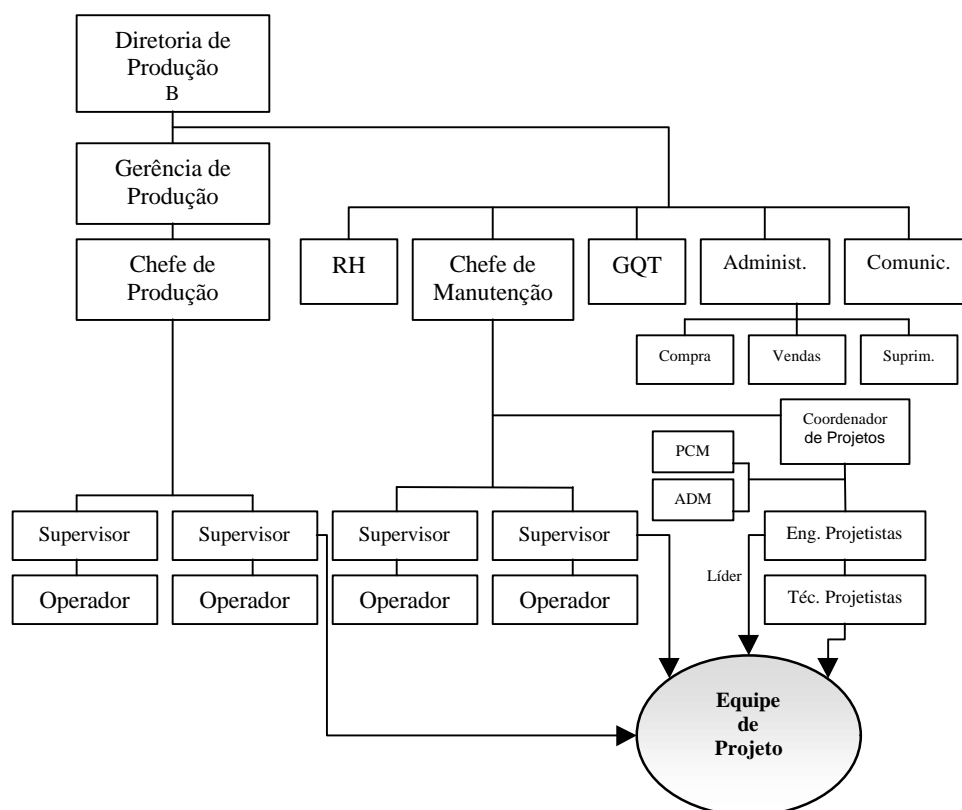 Diretoria de
Produção
B
Gerência de
Produção
Chefe de
Produção
RH
Chefe de
Manutenção
GQT
Administ.
Comunic.
Compra
Vendas
Suprim.
Coordenador
de Projetos
PCM
ADM
Supervisor
Supervisor
Supervisor
Supervisor
Eng. Projetistas
Operador
Operador
Operador
Operador
Líder
Téc. Projetistas
Equipe
de
Projeto